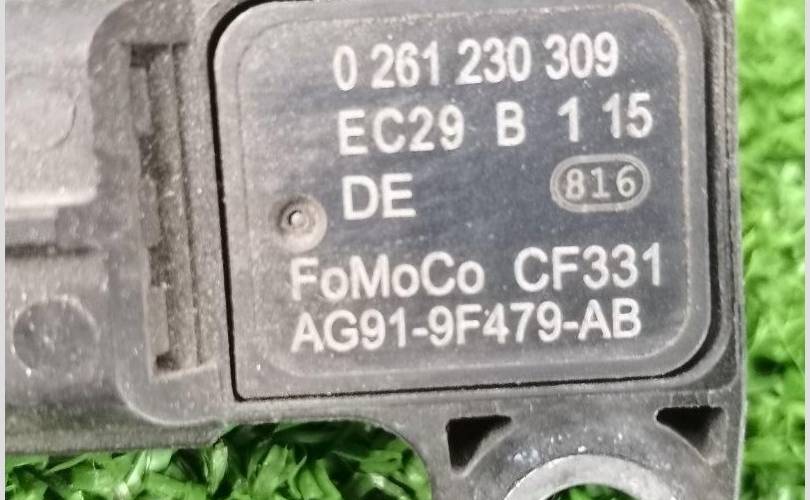 0 261 230 309
EC29 B 1 15
DE 816
FoMoCo CF331
AG91-9F479-AB